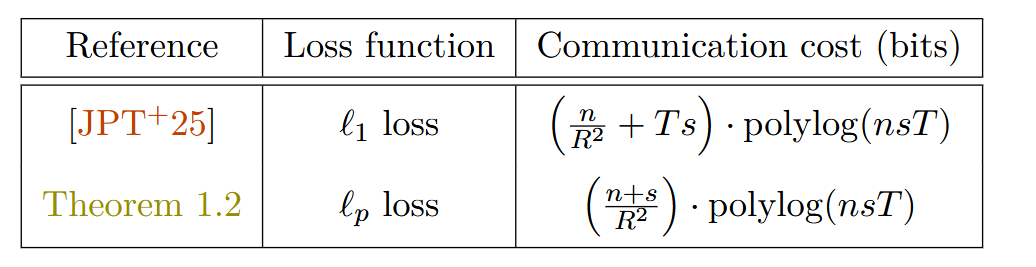 Reference Loss function Communication cost (bits)
[JPT⁺25] ℓ₁ loss (n/R² + Ts) · polylog(nsT)
Theorem 1.2 ℓₚ loss ((n+s)/R²) · polylog(nsT)